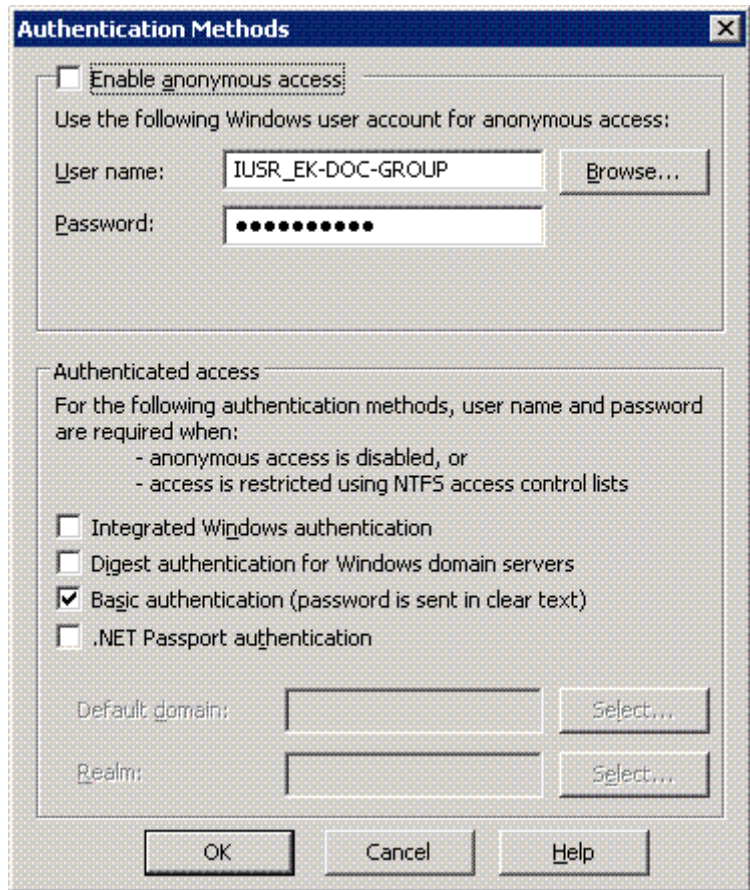 Authentication Methods
Enable anonymous access
Use the following Windows user account for anonymous access:
User name: IUSR_EK-DOC-GROUP Browse...
Password: ••••••••••
Authenticated access
For the following authentication methods, user name and password
are required when:
- anonymous access is disabled, or
- access is restricted using NTFS access control lists
Integrated Windows authentication
Digest authentication for Windows domain servers
Basic authentication (password is sent in clear text)
.NET Passport authentication
Default domain: Select...
Realm: Select...
OK Cancel Help